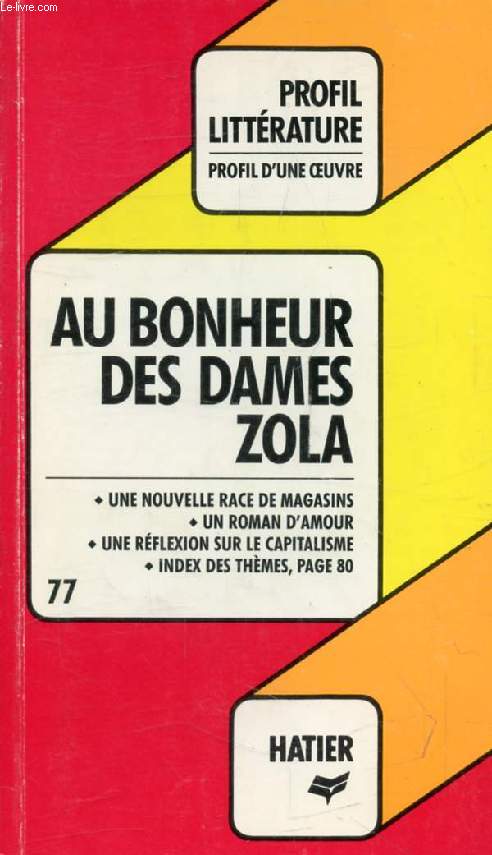 Le-livre.com
PROFIL
LITTÉRATURE
PROFIL D'UNE ŒUVRE
AU BONHEUR
DES DAMES
ZOLA
◆ UNE NOUVELLE RACE DE MAGASINS
◆ UN ROMAN D'AMOUR
◆ UNE RÉFLEXION SUR LE CAPITALISME
◆ INDEX DES THÈMES, PAGE 80
77
HATIER